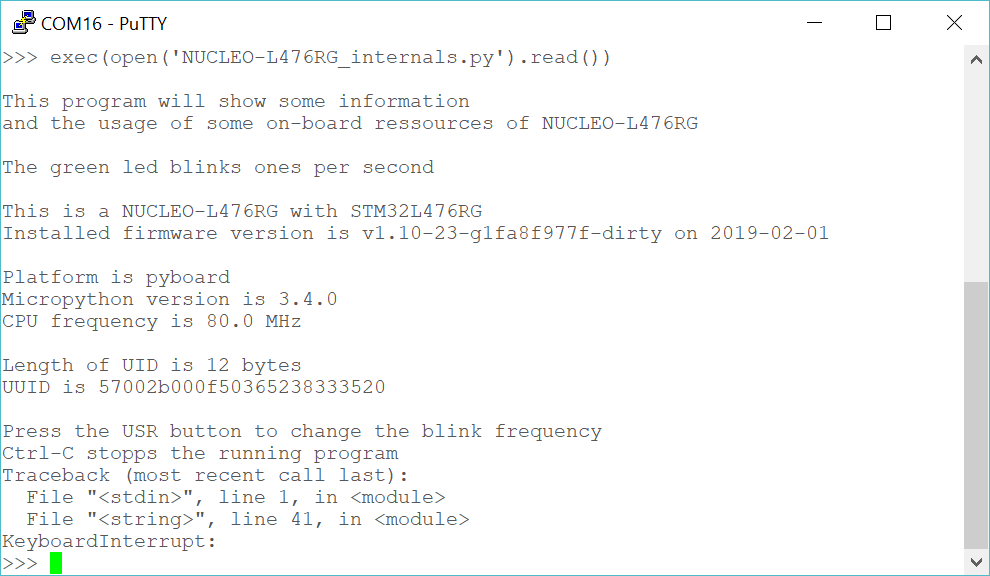 COM16 - PuTTY
>>> exec(open('NUCLEO-L476RG_internals.py').read())
This program will show some information
and the usage of some on-board ressources of NUCLEO-L476RG
The green led blinks ones per second
This is a NUCLEO-L476RG with STM32L476RG
Installed firmware version is v1.10-23-g1fa8f977f-dirty on 2019-02-01
Platform is pyboard
Micropython version is 3.4.0
CPU frequency is 80.0 MHz
Length of UID is 12 bytes
UUID is 57002b000f50365238333520
Press the USR button to change the blink frequency
Ctrl-C stopps the running program
Traceback (most recent call last):
  File "<stdin>", line 1, in <module>
  File "<string>", line 41, in <module>
KeyboardInterrupt:
>>>